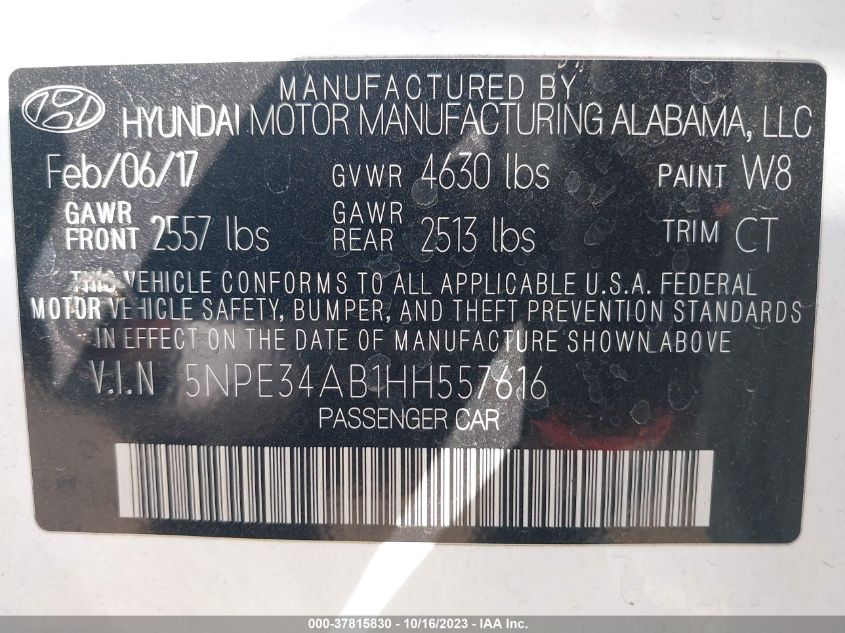 MANUFACTURED BY
HYUNDAI MOTOR MANUFACTURING ALABAMA, LLC
Feb/06/17 GVWR 4630 lbs PAINT W8
GAWR FRONT 2557 lbs GAWR REAR 2513 lbs TRIM CT
THIS VEHICLE CONFORMS TO ALL APPLICABLE U.S.A. FEDERAL
MOTOR VEHICLE SAFETY, BUMPER, AND THEFT PREVENTION STANDARDS
IN EFFECT ON THE DATE OF MANUFACTURE SHOWN ABOVE
V.I.N 5NPE34AB1HH557616
PASSENGER CAR
000-37815830 - 10/16/2023 - IAA Inc.